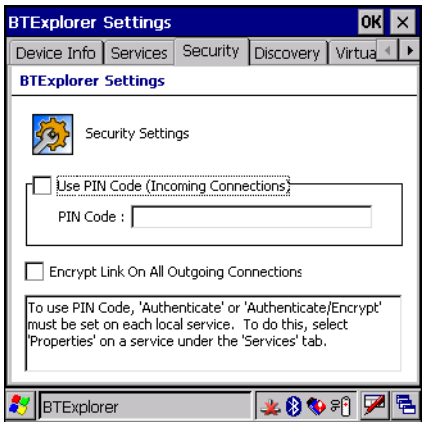 BTExplorer Settings OK
Device Info Services Security Discovery Virtua
BTExplorer Settings
Security Settings
Use PIN Code (Incoming Connections)
PIN Code :
Encrypt Link On All Outgoing Connections
To use PIN Code, 'Authenticate' or 'Authenticate/Encrypt'
must be set on each local service. To do this, select
'Properties' on a service under the 'Services' tab.
BTExplorer